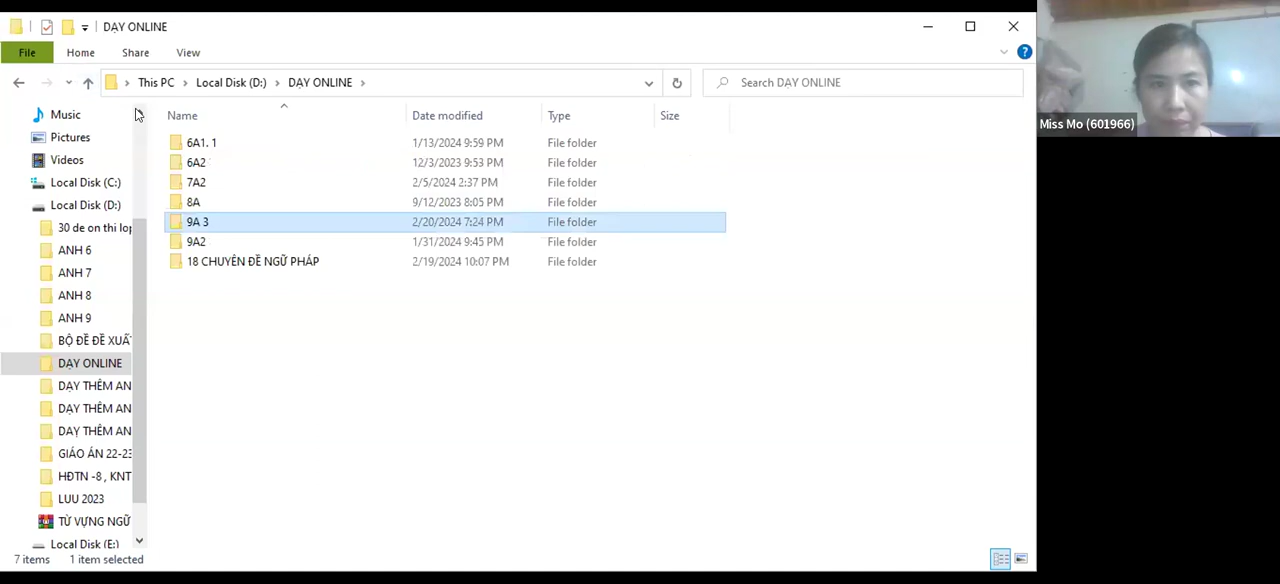 DẠY ONLINE
File Home Share View
This PC Local Disk (D:) DẠY ONLINE
Search DẠY ONLINE
Music
Pictures
Videos
Local Disk (C:)
Local Disk (D:)
30 de on thi lop
ANH 6
ANH 7
ANH 8
ANH 9
BỘ ĐỀ ĐỀ XUẤT
DẠY ONLINE
DẠY THÊM AN
DẠY THÊM AN
DẠY THÊM AN
GIÁO ÁN 22-23
HĐTN -8 , KNT
LUU 2023
TỪ VỰNG NGỮ
Local Disk (E:)
Name Date modified Type Size
6A1. 1 1/13/2024 9:59 PM File folder
6A2 12/3/2023 9:53 PM File folder
7A2 2/5/2024 2:37 PM File folder
8A 9/12/2023 8:05 PM File folder
9A 3 2/20/2024 7:24 PM File folder
9A2 1/31/2024 9:45 PM File folder
18 CHUYÊN ĐỀ NGỮ PHÁP 2/19/2024 10:07 PM File folder
7 items 1 item selected
Miss Mo (601966)